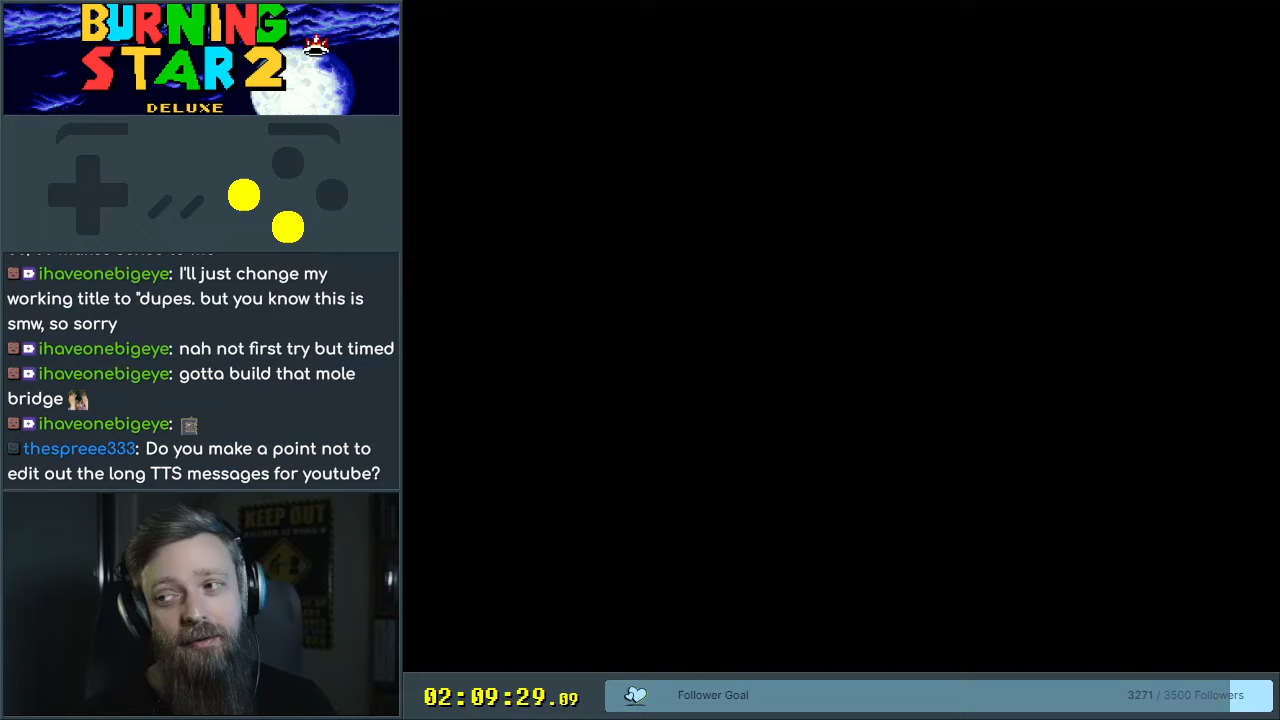 BURNING
STAR 2
DELUXE
ihaveonebigeye: I'll just change my
working title to "dupes. but you know this is
smw, so sorry
ihaveonebigeye: nah not first try but timed
ihaveonebigeye: gotta build that mole
bridge
ihaveonebigeye:
thespreee333: Do you make a point not to
edit out the long TTS messages for youtube?
KEEP OUT
02:09:29.09
Follower Goal
3271 / 3500 Followers